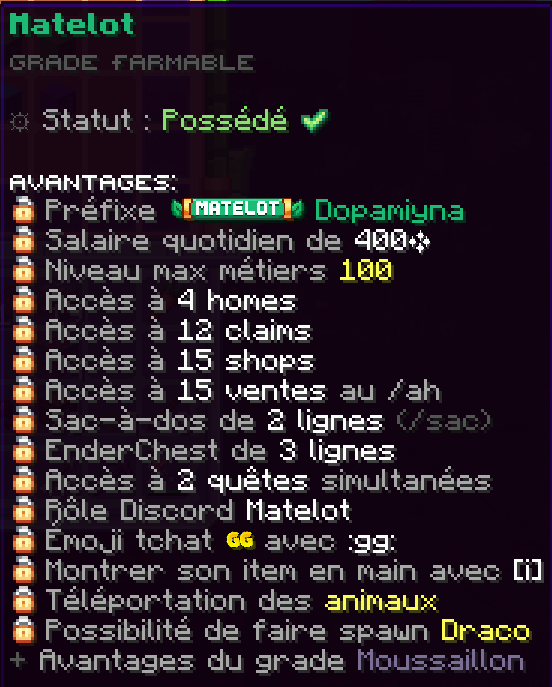 Matelot
GRADE FARMABLE
Statut : Possédé ✔
AVANTAGES:
Préfixe MATELOT Dopamiyna
Salaire quotidien de 400
Niveau max métiers 100
Accès à 4 homes
Accès à 12 claims
Accès à 15 shops
Accès à 15 ventes au /ah
Sac-à-dos de 2 lignes (/sac)
EnderChest de 3 lignes
Accès à 2 quêtes simultanées
Rôle Discord Matelot
Émoji tchat GG avec :gg:
Montrer son item en main avec [i]
Téléportation des animaux
Possibilité de faire spawn Draco
+ Avantages du grade Moussaillon